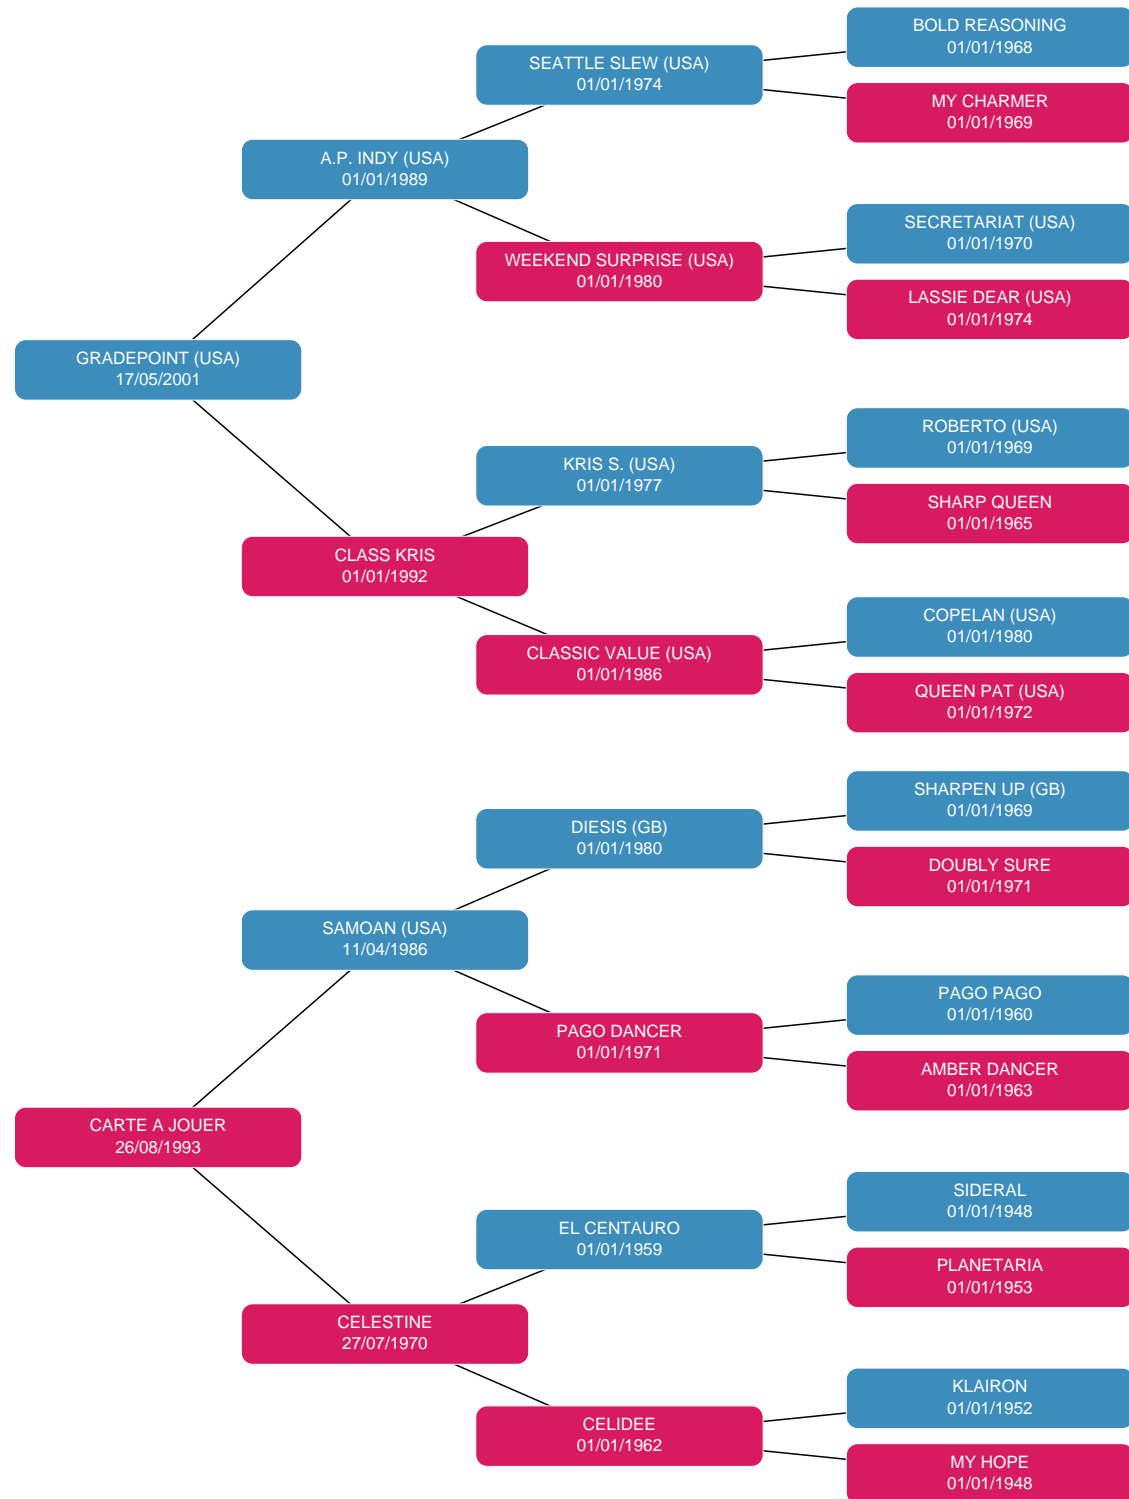 BOLD REASONING
01/01/1968
SEATTLE SLEW (USA)
01/01/1974
MY CHARMER
01/01/1969
A.P. INDY (USA)
01/01/1989
SECRETARIAT (USA)
01/01/1970
WEEKEND SURPRISE (USA)
01/01/1980
LASSIE DEAR (USA)
01/01/1974
GRADEPOINT (USA)
17/05/2001
ROBERTO (USA)
01/01/1969
KRIS S. (USA)
01/01/1977
SHARP QUEEN
01/01/1965
CLASS KRIS
01/01/1992
COPELAN (USA)
01/01/1980
CLASSIC VALUE (USA)
01/01/1986
QUEEN PAT (USA)
01/01/1972
SHARPEN UP (GB)
01/01/1969
DIESIS (GB)
01/01/1980
DOUBLY SURE
01/01/1971
SAMOAN (USA)
11/04/1986
PAGO PAGO
01/01/1960
PAGO DANCER
01/01/1971
AMBER DANCER
01/01/1963
CARTE A JOUER
26/08/1993
SIDERAL
01/01/1948
EL CENTAURO
01/01/1959
PLANETARIA
01/01/1953
CELESTINE
27/07/1970
KLAIRON
01/01/1952
CELIDEE
01/01/1962
MY HOPE
01/01/1948